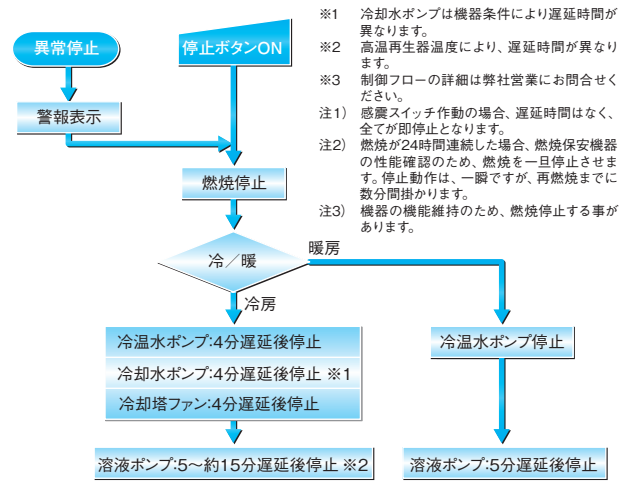 ※1 冷却水ポンプは機器条件により遅延時間が
異なります。
※2 高温再生器温度により、遅延時間が異なり
ます。
※3 制御フローの詳細は弊社営業にお問合せく
ださい。
注1) 感震スイッチ作動の場合、遅延時間はなく、
全てが即停止となります。
注2) 燃焼が24時間連続した場合、燃焼保安機器
の性能確認のため、燃焼を一旦停止させま
す。停止動作は、一瞬ですが、再燃焼までに
数分間掛かります。
注3) 機器の機能維持のため、燃焼停止する事が
あります。
異常停止
停止ボタンON
警報表示
燃焼停止
冷／暖
暖房
冷房
冷温水ポンプ:4分遅延後停止
冷却水ポンプ:4分遅延後停止 ※1
冷却塔ファン:4分遅延後停止
冷温水ポンプ停止
溶液ポンプ:5～約15分遅延後停止 ※2
溶液ポンプ:5分遅延後停止